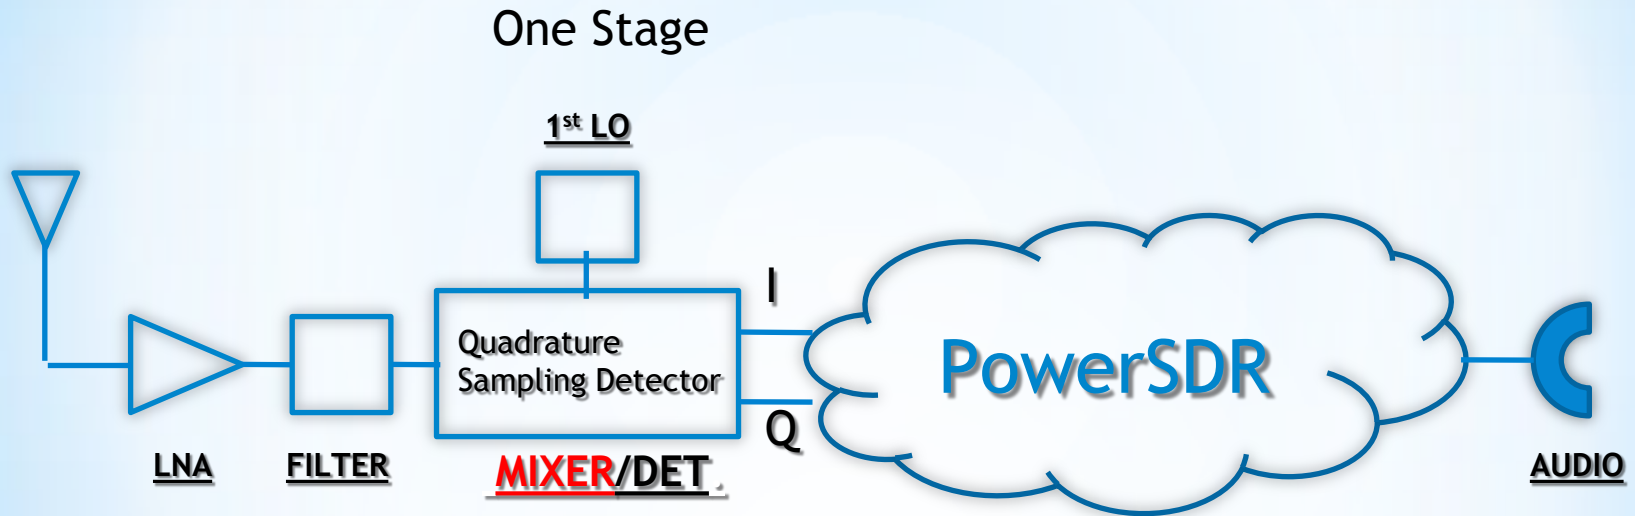 One Stage
1st LO
I
Quadrature
Sampling Detector
PowerSDR
Q
LNA
FILTER
MIXER/DET.
AUDIO